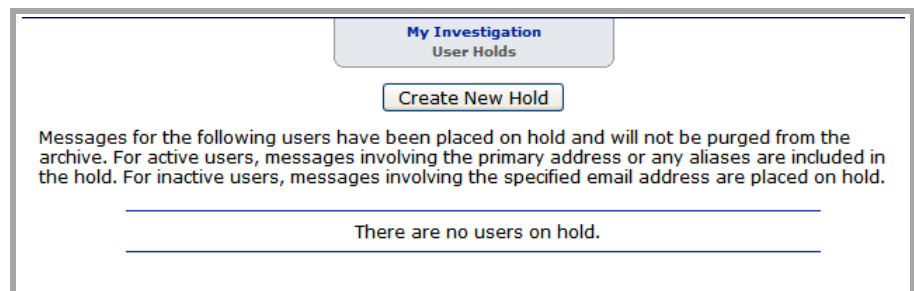 My Investigation
User Holds
Create New Hold
Messages for the following users have been placed on hold and will not be purged from the
archive. For active users, messages involving the primary address or any aliases are included in
the hold. For inactive users, messages involving the specified email address are placed on hold.
There are no users on hold.